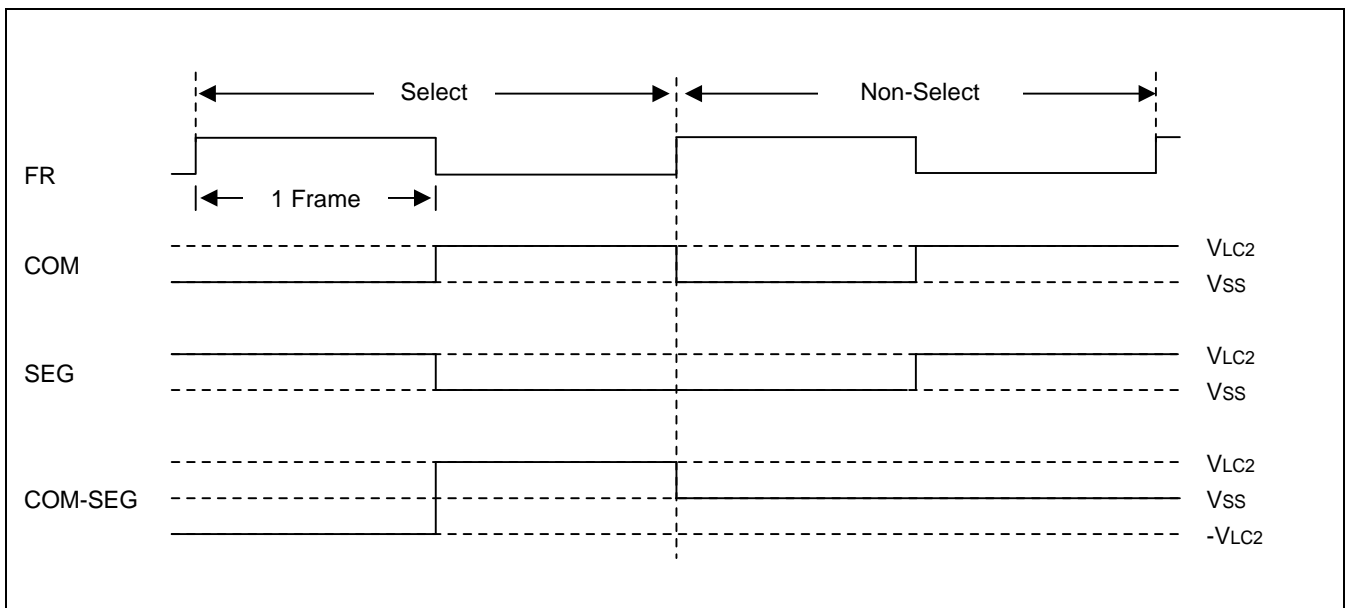 Select
Non-Select
FR
1 Frame
COM
VLC2
VSS
SEG
VLC2
VSS
COM-SEG
VLC2
VSS
-VLC2